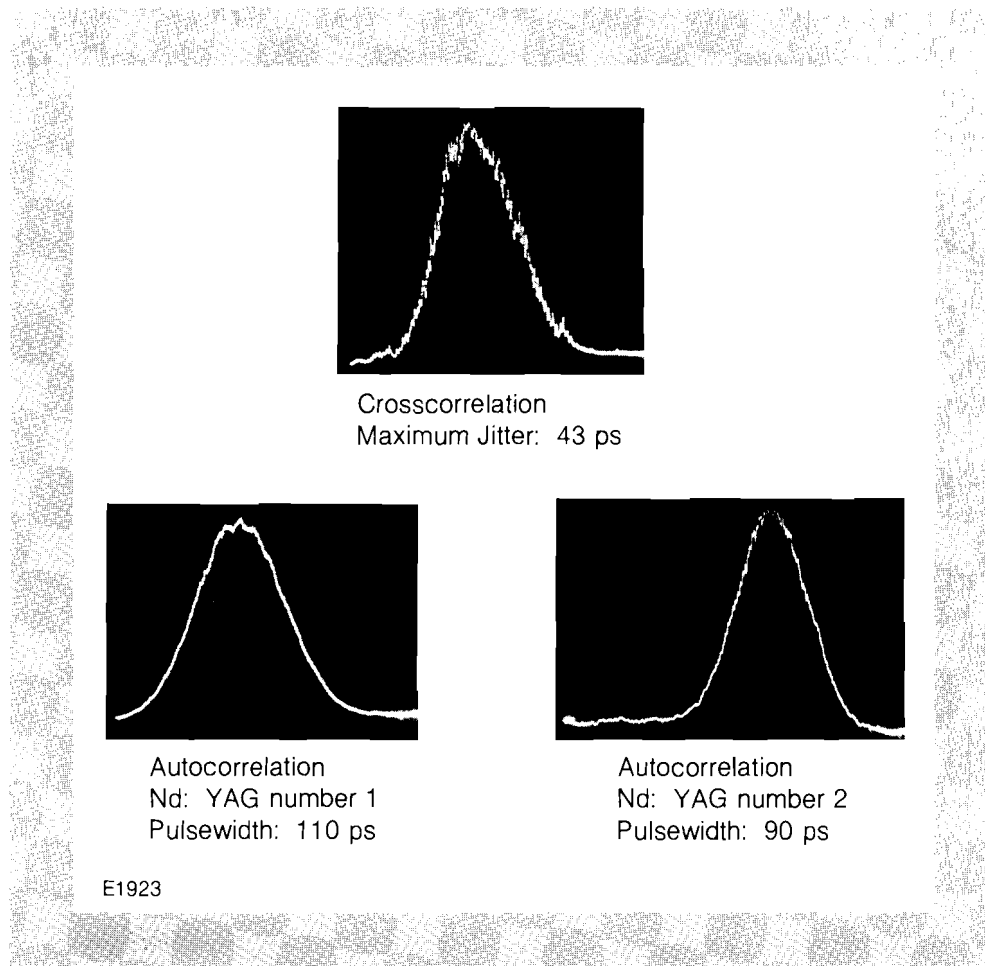 Crosscorrelation
Maximum Jitter: 43 ps
Autocorrelation
Nd: YAG number 1
Pulsewidth: 110 ps
Autocorrelation
Nd: YAG number 2
Pulsewidth: 90 ps
E1923